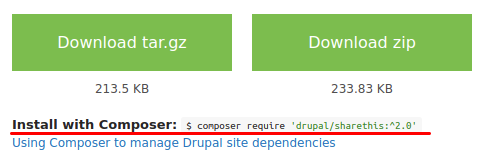 Download tar.gz
Download zip
213.5 KB
233.83 KB
Install with Composer: $ composer require 'drupal/sharethis:^2.0'
Using Composer to manage Drupal site dependencies